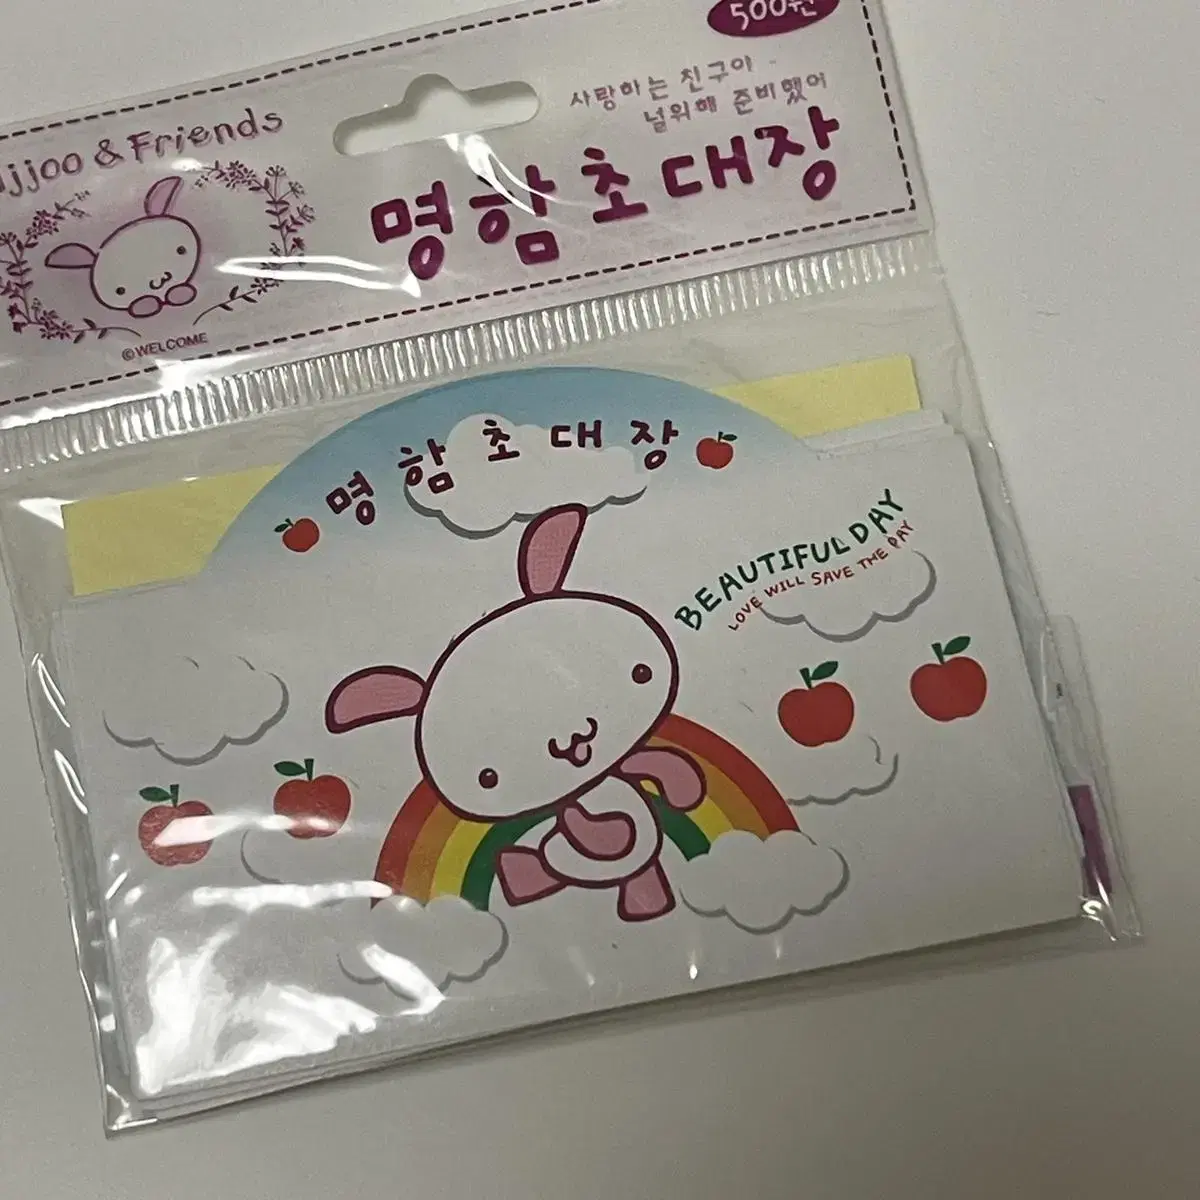 500원
사랑하는 친구야
널위해 준비했어
& Friends
명함초대장
©WELCOME
명함초대장
BEAUTIFUL DAY
LOVE WILL SAVE THE DAY